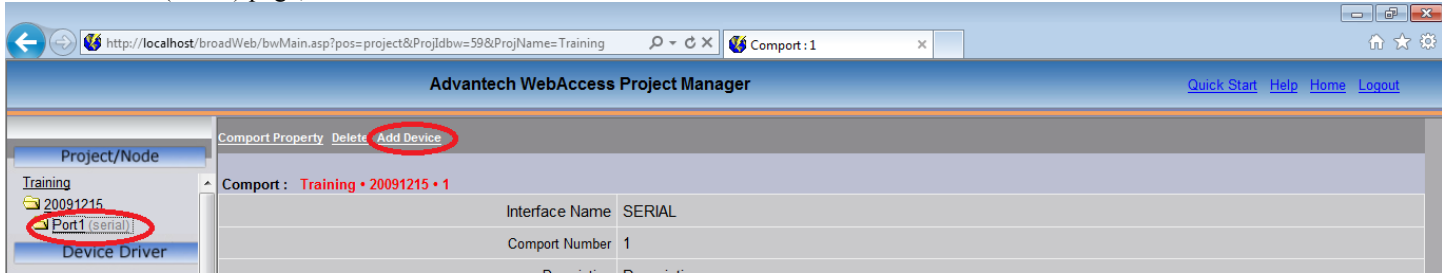 http://localhost/broadWeb/bwMain.asp?pos=project&ProjIdbw=59&ProjName=Training
Comport : 1
Advantech WebAccess Project Manager
Quick Start Help Home Logout
Comport Property Delete Add Device
Project/Node
Training
20091215
Port1 (serial)
Device Driver
Comport : Training • 20091215 • 1
Interface Name SERIAL
Comport Number 1